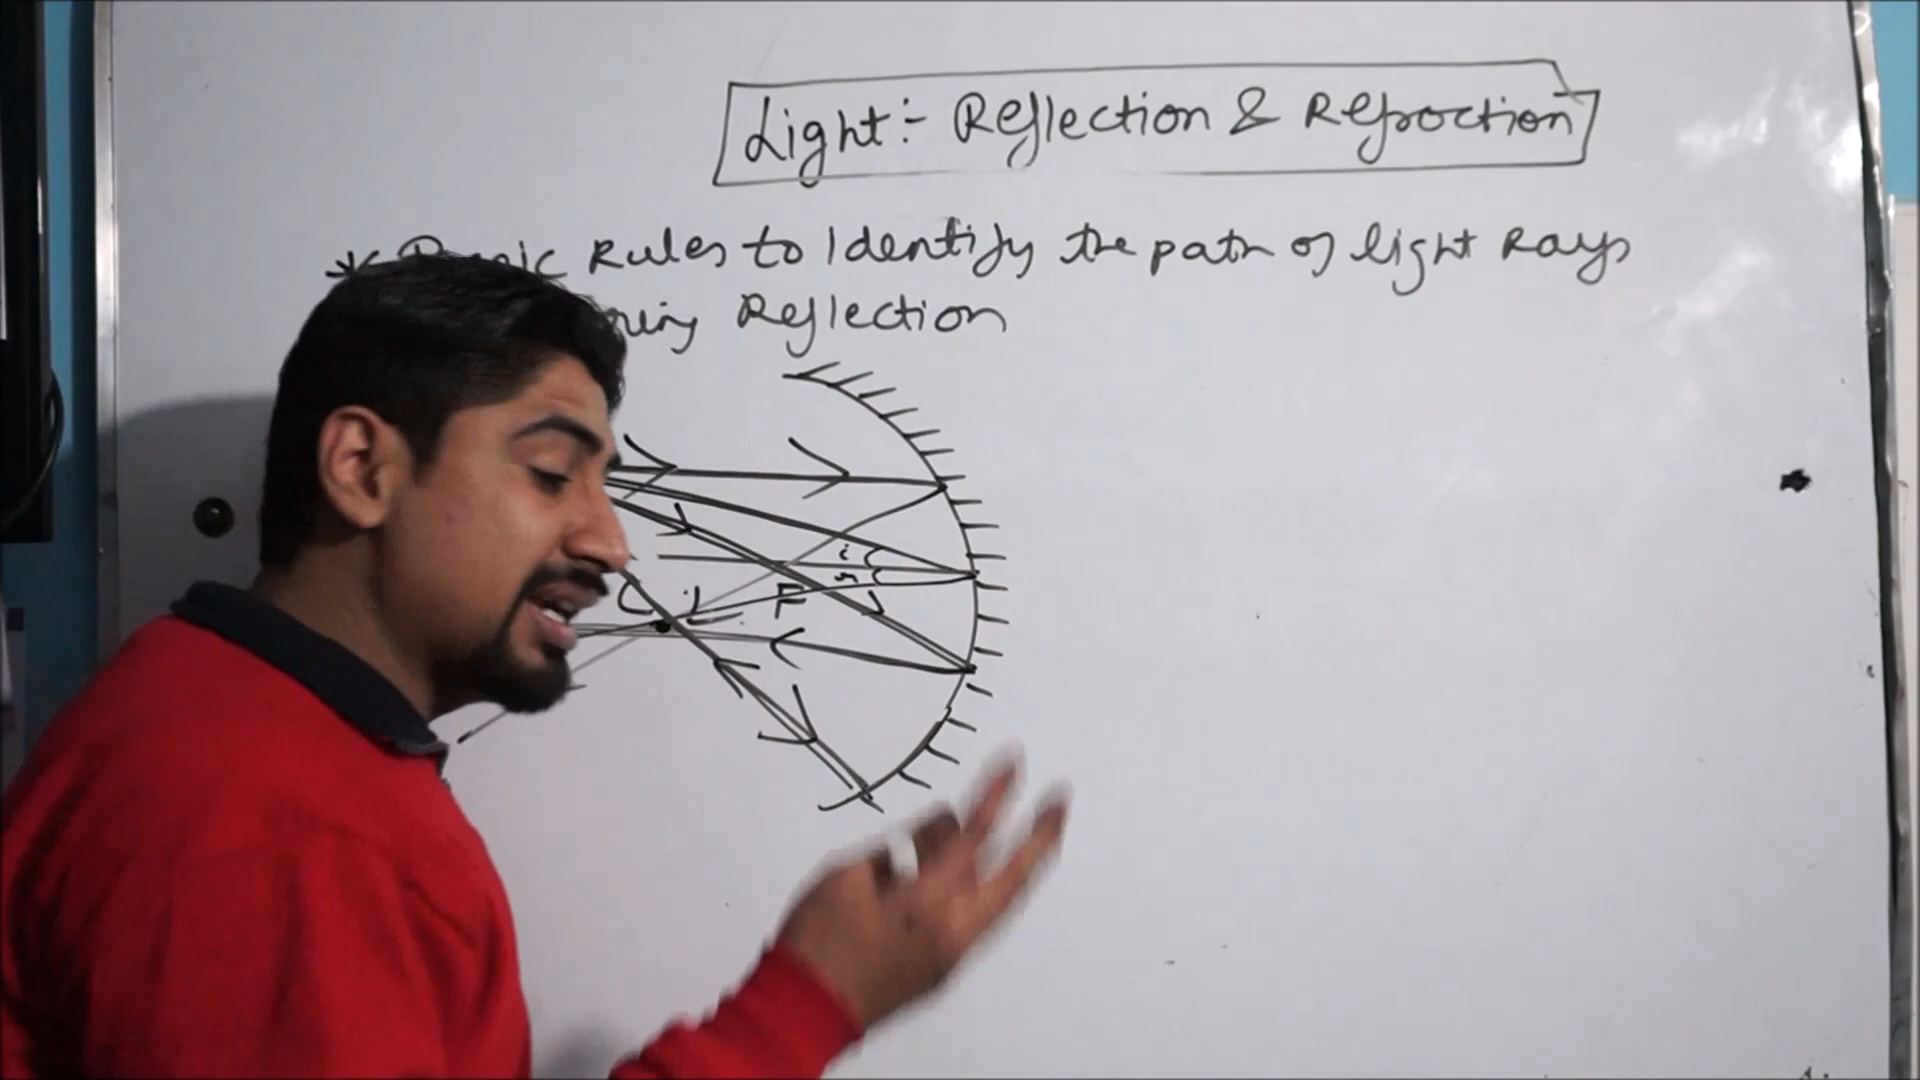 Light :- Reflection & Refraction
* Rules to Identify the path of light Rays
Reflection
i
r
C
F